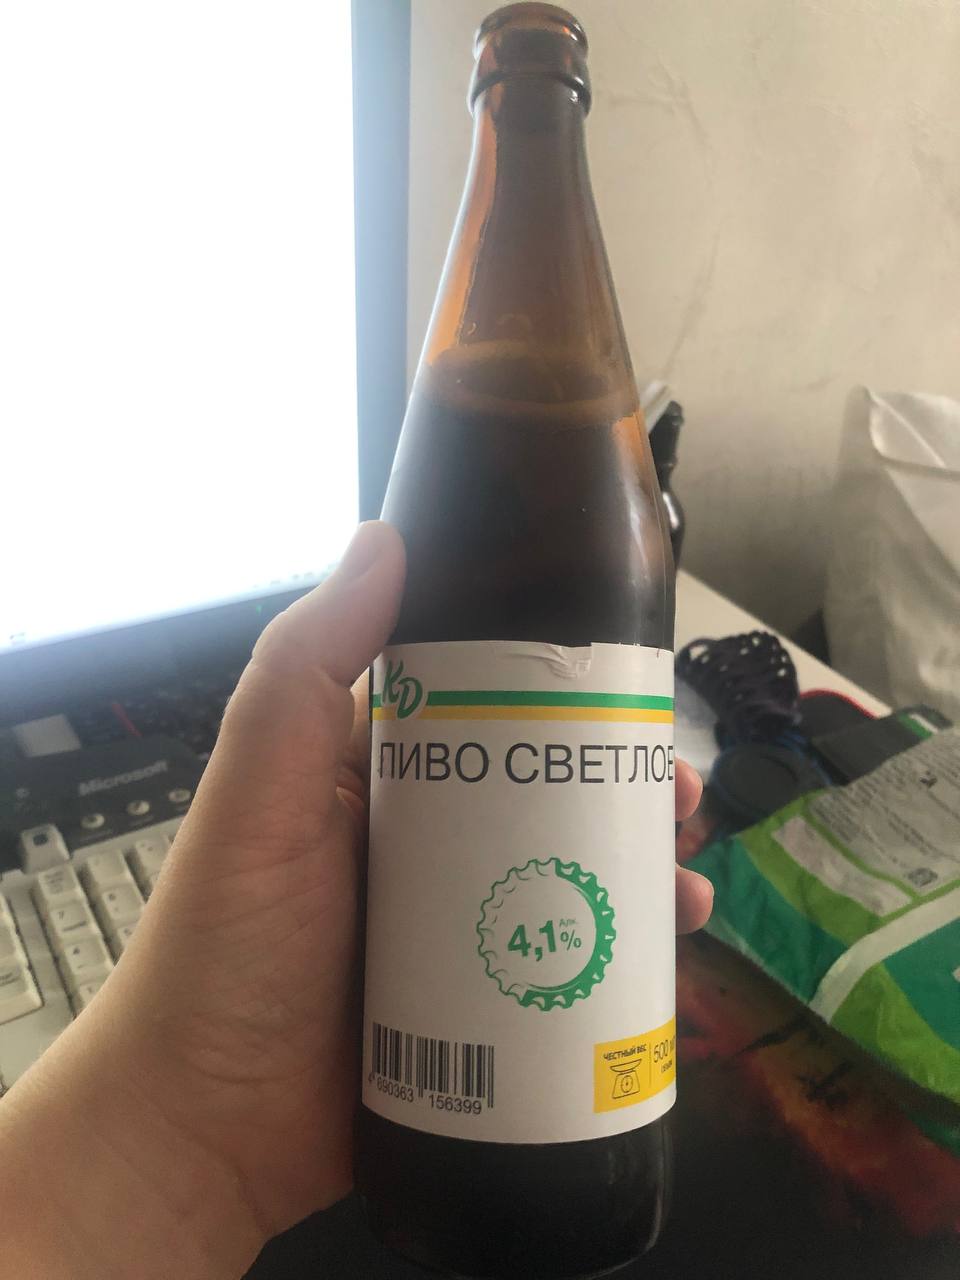 KD
ПИВО СВЕТЛОЕ
АЛК.
4,1%
ЧЕСТНЫЙ ВЕС
500
4 690363 156399
Microsoft